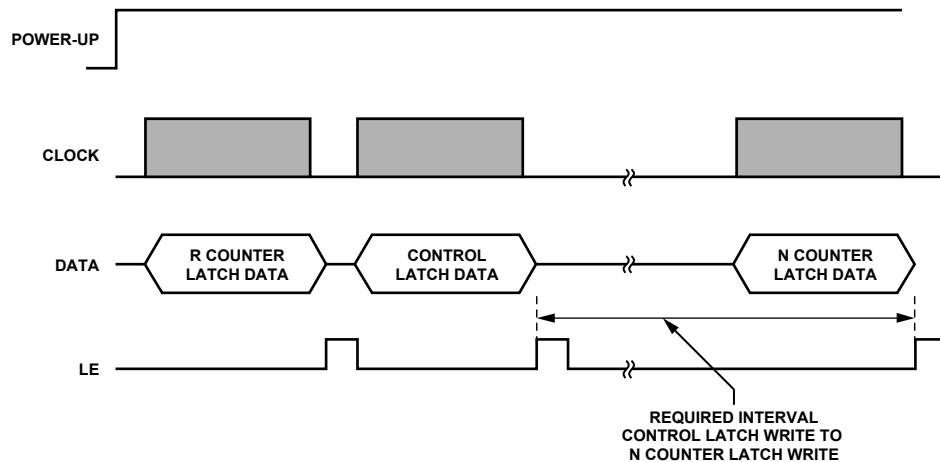 POWER-UP
CLOCK
DATA
R COUNTER
LATCH DATA
CONTROL
LATCH DATA
N COUNTER
LATCH DATA
LE
REQUIRED INTERVAL
CONTROL LATCH WRITE TO
N COUNTER LATCH WRITE